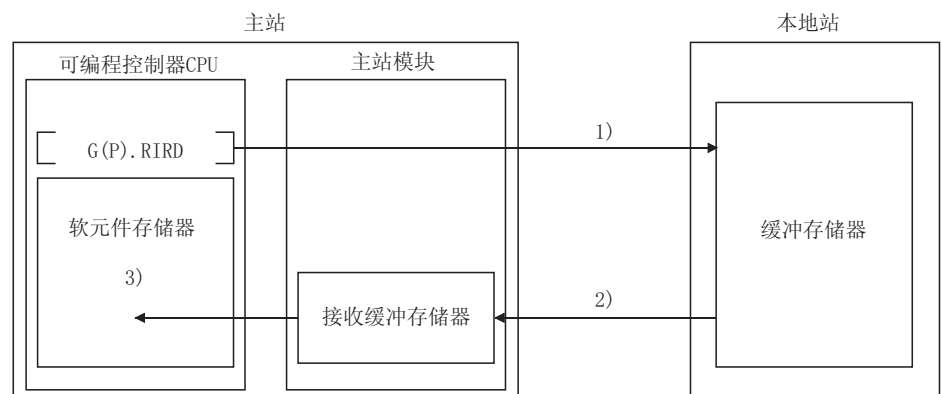 主站
本地站
可编程控制器CPU
主站模块
1)
G(P).RIRD
软元件存储器
缓冲存储器
3)
2)
接收缓冲存储器